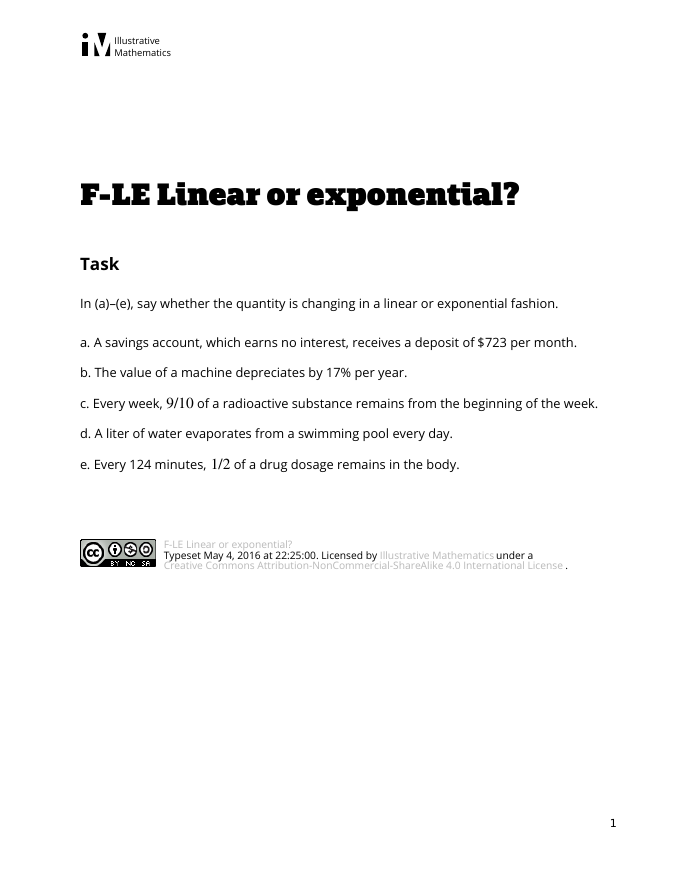 Illustrative
Mathematics
F-LE Linear or exponential?
Task
In (a)–(e), say whether the quantity is changing in a linear or exponential fashion.
a. A savings account, which earns no interest, receives a deposit of $723 per month.
b. The value of a machine depreciates by 17% per year.
c. Every week, 9/10 of a radioactive substance remains from the beginning of the week.
d. A liter of water evaporates from a swimming pool every day.
e. Every 124 minutes, 1/2 of a drug dosage remains in the body.
cc BY NC SA
F-LE Linear or exponential?
Typeset May 4, 2016 at 22:25:00. Licensed by Illustrative Mathematics under a
Creative Commons Attribution-NonCommercial-ShareAlike 4.0 International License .
1